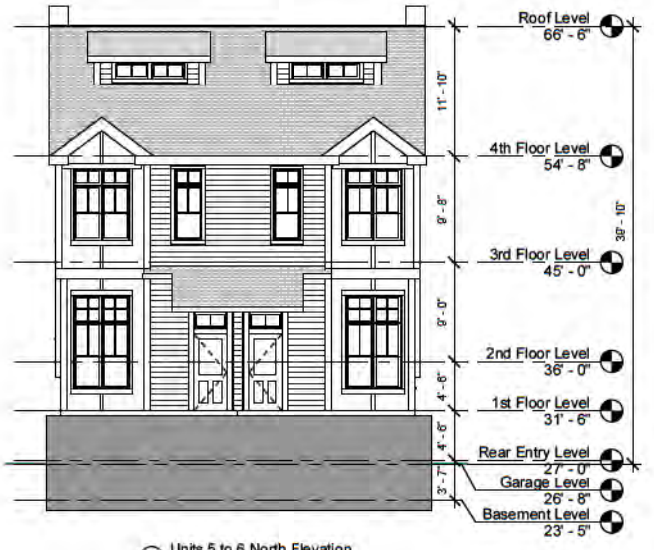 Roof Level
66' - 6"
11' - 10"
4th Floor Level
54' - 8"
9' - 8"
39' - 10"
3rd Floor Level
45' - 0"
9' - 0"
2nd Floor Level
36' - 0"
4' - 6"
1st Floor Level
31' - 6"
4' - 6"
Rear Entry Level
27' - 0"
Garage Level
26' - 8"
3' - 7"
Basement Level
23' - 5"
Units 5 to 6 North Elevation